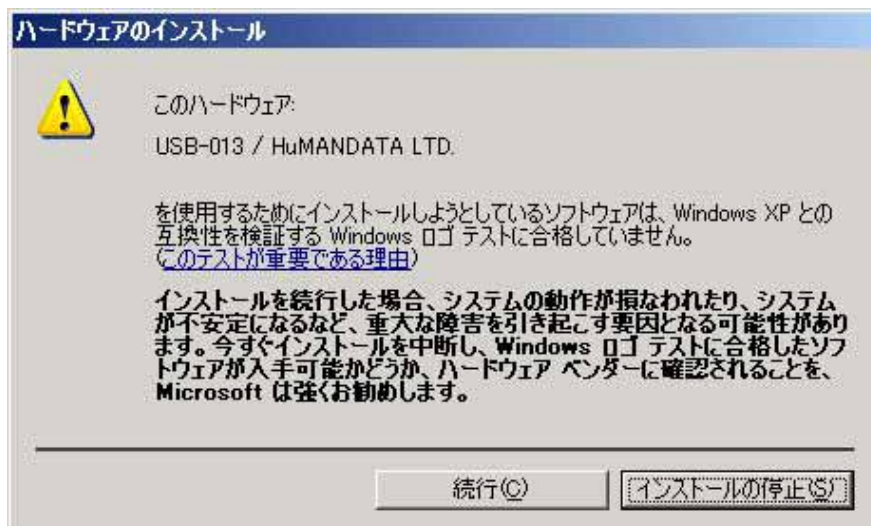 ハードウェアのインストール
このハードウェア:
USB-013 / HuMANDATA LTD.
を使用するためにインストールしようとしているソフトウェアは、Windows XP との
互換性を検証する Windows ロゴ テストに合格していません。
(このテストが重要である理由)
インストールを続行した場合、システムの動作が損なわれたり、システム
が不安定になるなど、重大な障害を引き起こす要因となる可能性があり
ます。今すぐインストールを中断し、Windows ロゴ テストに合格したソフ
トウェアが入手可能かどうか、ハードウェア ベンダーに確認されることを、
Microsoft は強くお勧めします。
続行(C)
インストールの停止(S)